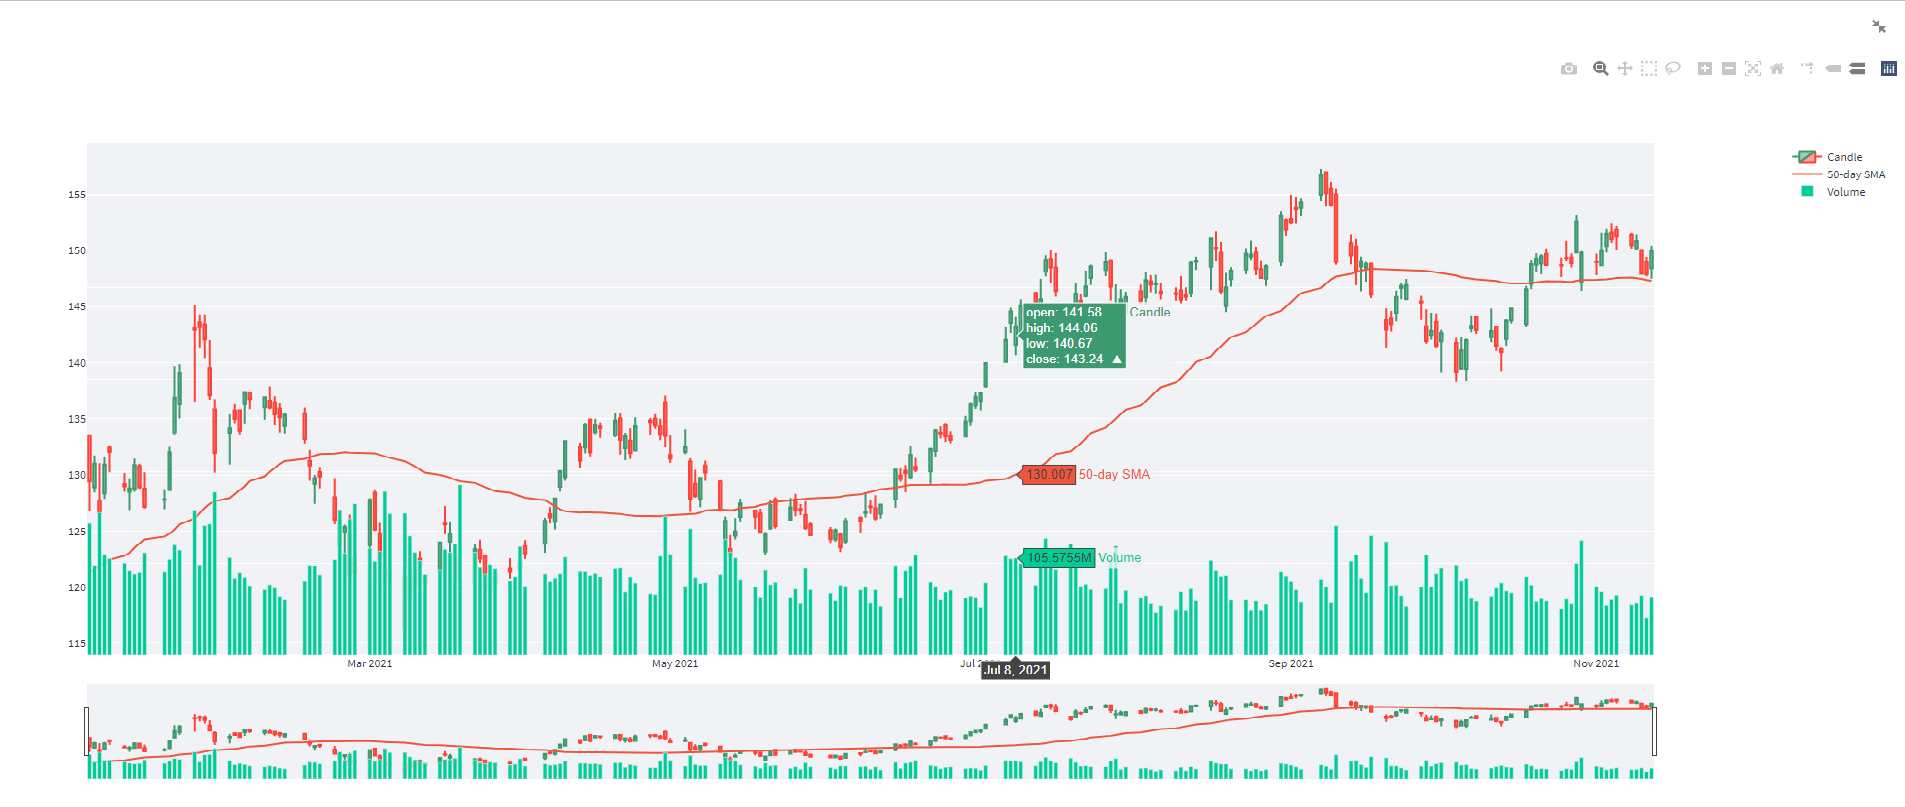 Candle
50-day SMA
Volume
155
150
145
140
135
130
125
120
115
open: 141.58
high: 144.06
low: 140.67
close: 143.24 ▲
Candle
130.007 50-day SMA
105.5755M Volume
Mar 2021
May 2021
Jul
Sep 2021
Nov 2021
Jul 8, 2021